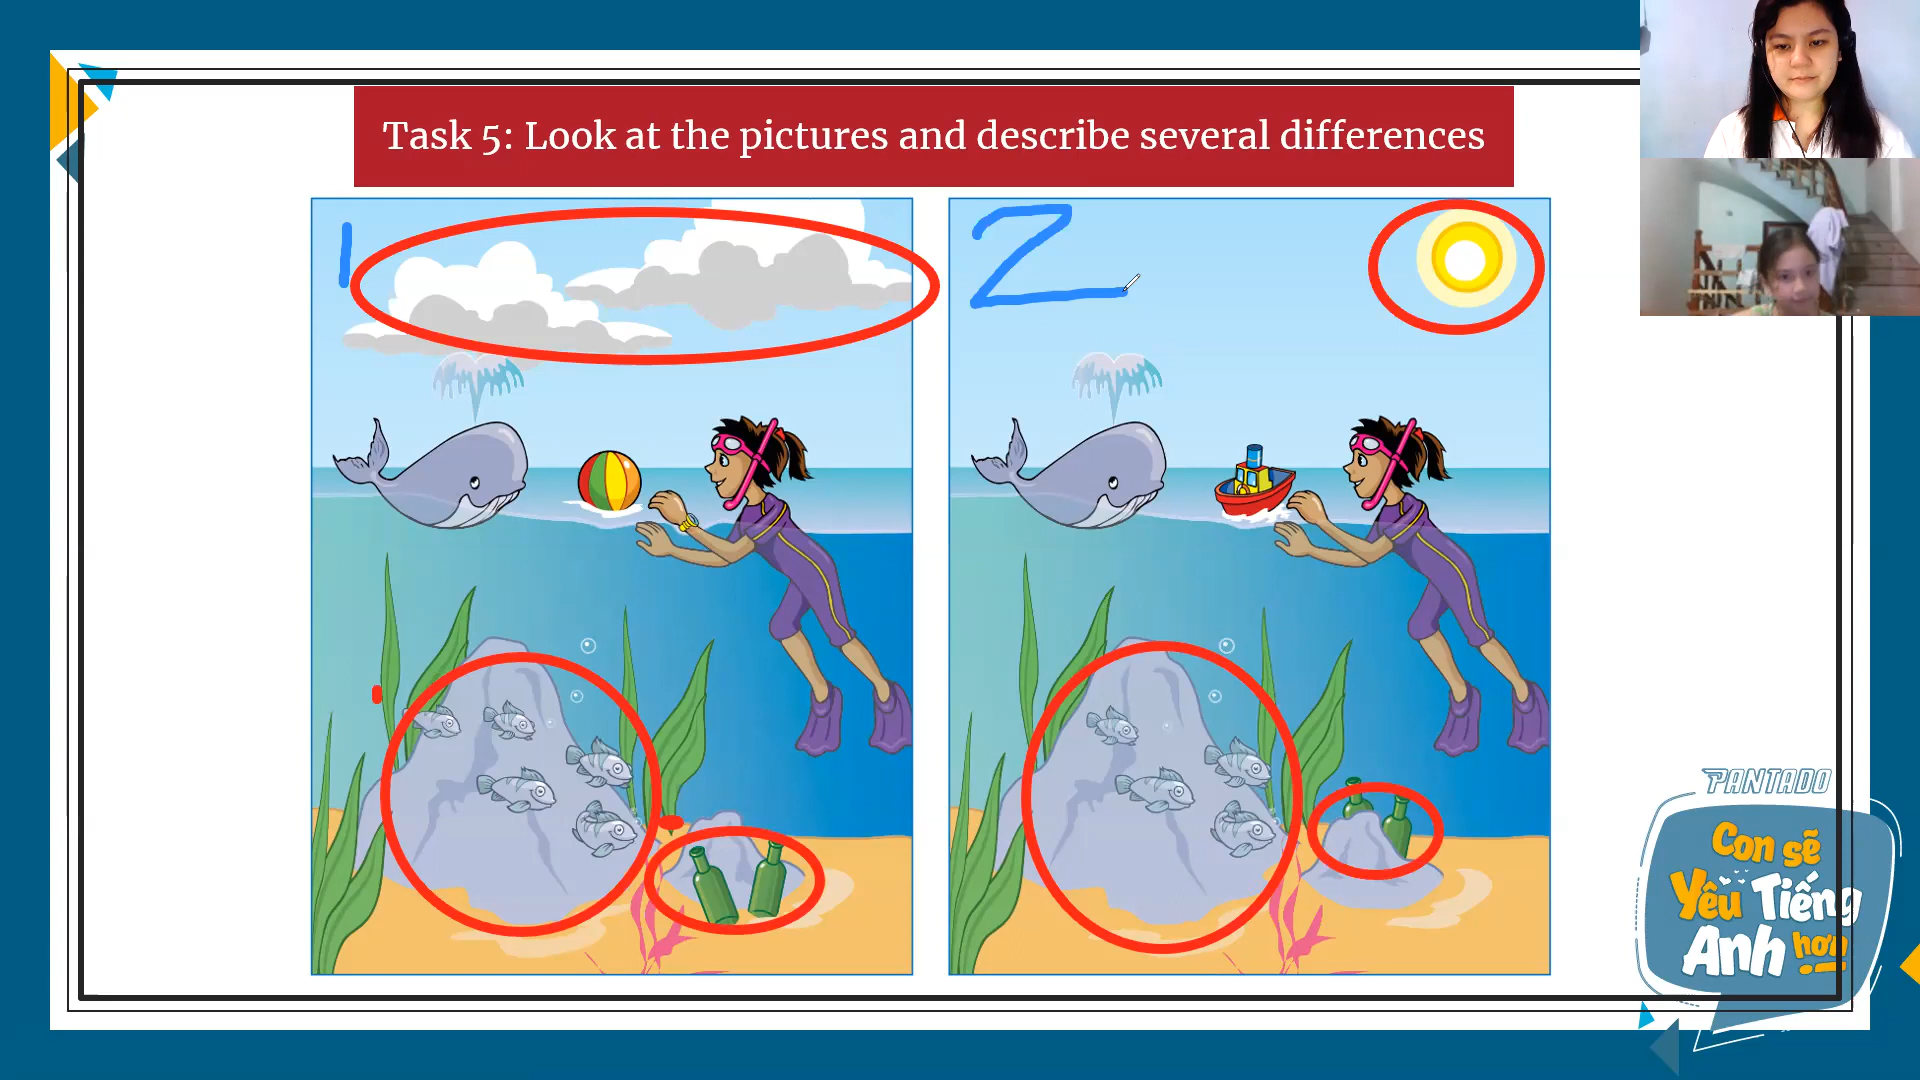 Task 5: Look at the pictures and describe several differences
1
2
PANTADO
Con sẽ
Yêu Tiếng
Anh hơn